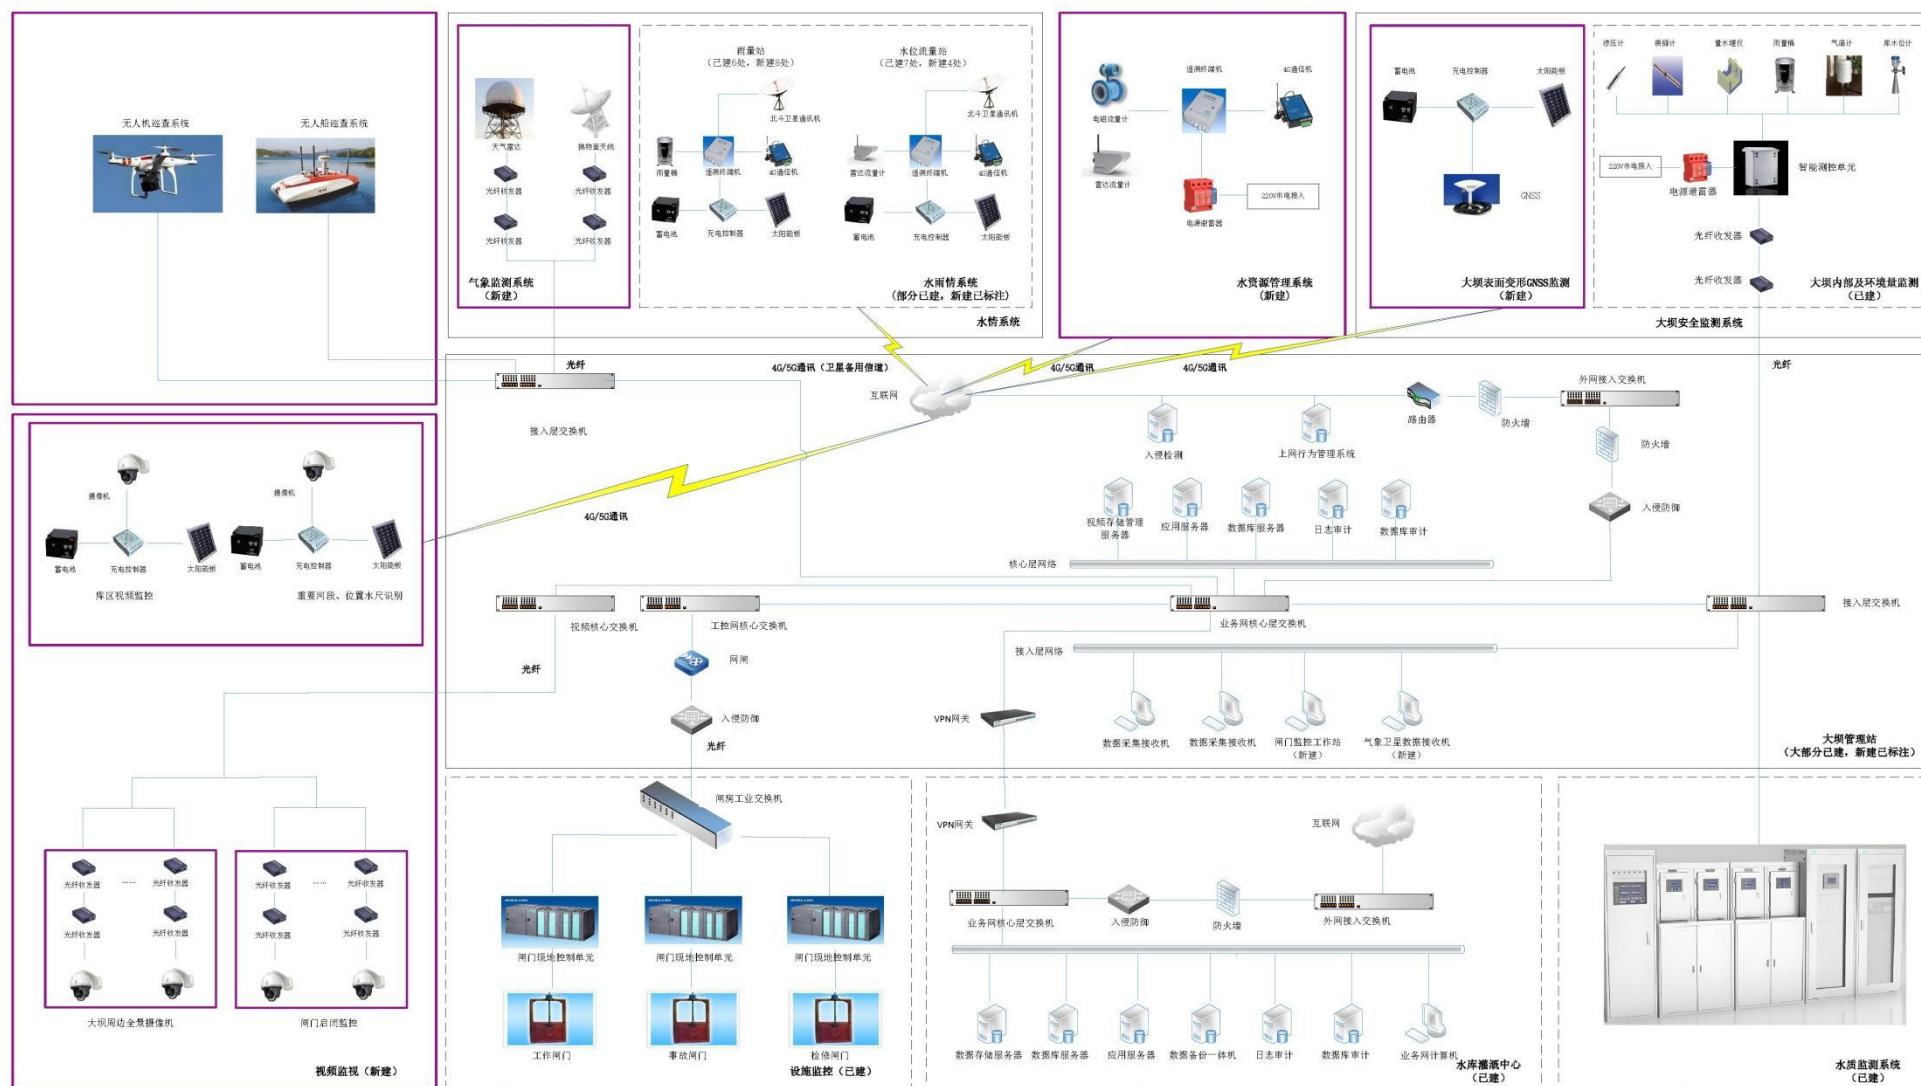 无人机巡查系统
无人船巡查系统
天气雷达
抛物面天线
光纤收发器
光纤收发器
光纤收发器
光纤收发器
气象监测系统
（新建）
雨量站
（已建6处，新建8处）
北斗卫星通讯机
雨量桶
遥测终端机
4G通信机
蓄电池
充电控制器
太阳能板
水位流量站
（已建7处，新建4处）
北斗卫星通讯机
雷达流量计
遥测终端机
4G通信机
蓄电池
充电控制器
太阳能板
水雨情系统
（部分已建，新建已标注）
水情系统
遥测终端机
4G通信机
电磁流量计
雷达流量计
电源避雷器
220V市电接入
水资源管理系统
（新建）
蓄电池
充电控制器
太阳能板
GNSS
大坝表面变形GNSS监测
（新建）
渗压计
测缝计
量水堰仪
雨量桶
气温计
库水位计
220V市电接入
电源避雷器
智能测控单元
光纤收发器
光纤收发器
大坝内部及环境量监测
（已建）
大坝安全监测系统
光纤
4G/5G通讯（卫星备用信道）
4G/5G通讯
4G/5G通讯
光纤
接入层交换机
互联网
入侵检测
上网行为管理系统
路由器
防火墙
外网接入交换机
防火墙
入侵防御
4G/5G通讯
视频存储管理
服务器
应用服务器
数据库服务器
日志审计
数据库审计
核心层网络
视频核心交换机
工控网核心交换机
业务网核心层交换机
接入层交换机
光纤
网闸
接入层网络
入侵防御
光纤
VPN网关
数据采集接收机
数据采集接收机
闸门监控工作站
（新建）
气象卫星数据接收机
（新建）
大坝管理站
（大部分已建，新建已标注）
摄像机
摄像机
蓄电池
充电控制器
太阳能板
蓄电池
充电控制器
太阳能板
库区视频监控
重要河段、位置水尺识别
光纤收发器
……
光纤收发器
光纤收发器
……
光纤收发器
光纤收发器
光纤收发器
光纤收发器
光纤收发器
大坝周边全景摄像机
闸门启闭监控
视频监视（新建）
闸房工业交换机
闸门现地控制单元
闸门现地控制单元
闸门现地控制单元
工作闸门
事故闸门
检修闸门
设施监控（已建）
VPN网关
互联网
业务网核心层交换机
入侵防御
防火墙
外网接入交换机
数据存储服务器
数据库服务器
应用服务器
数据备份一体机
日志审计
数据库审计
业务网计算机
水库灌溉中心
（已建）
水质监测系统
（已建）